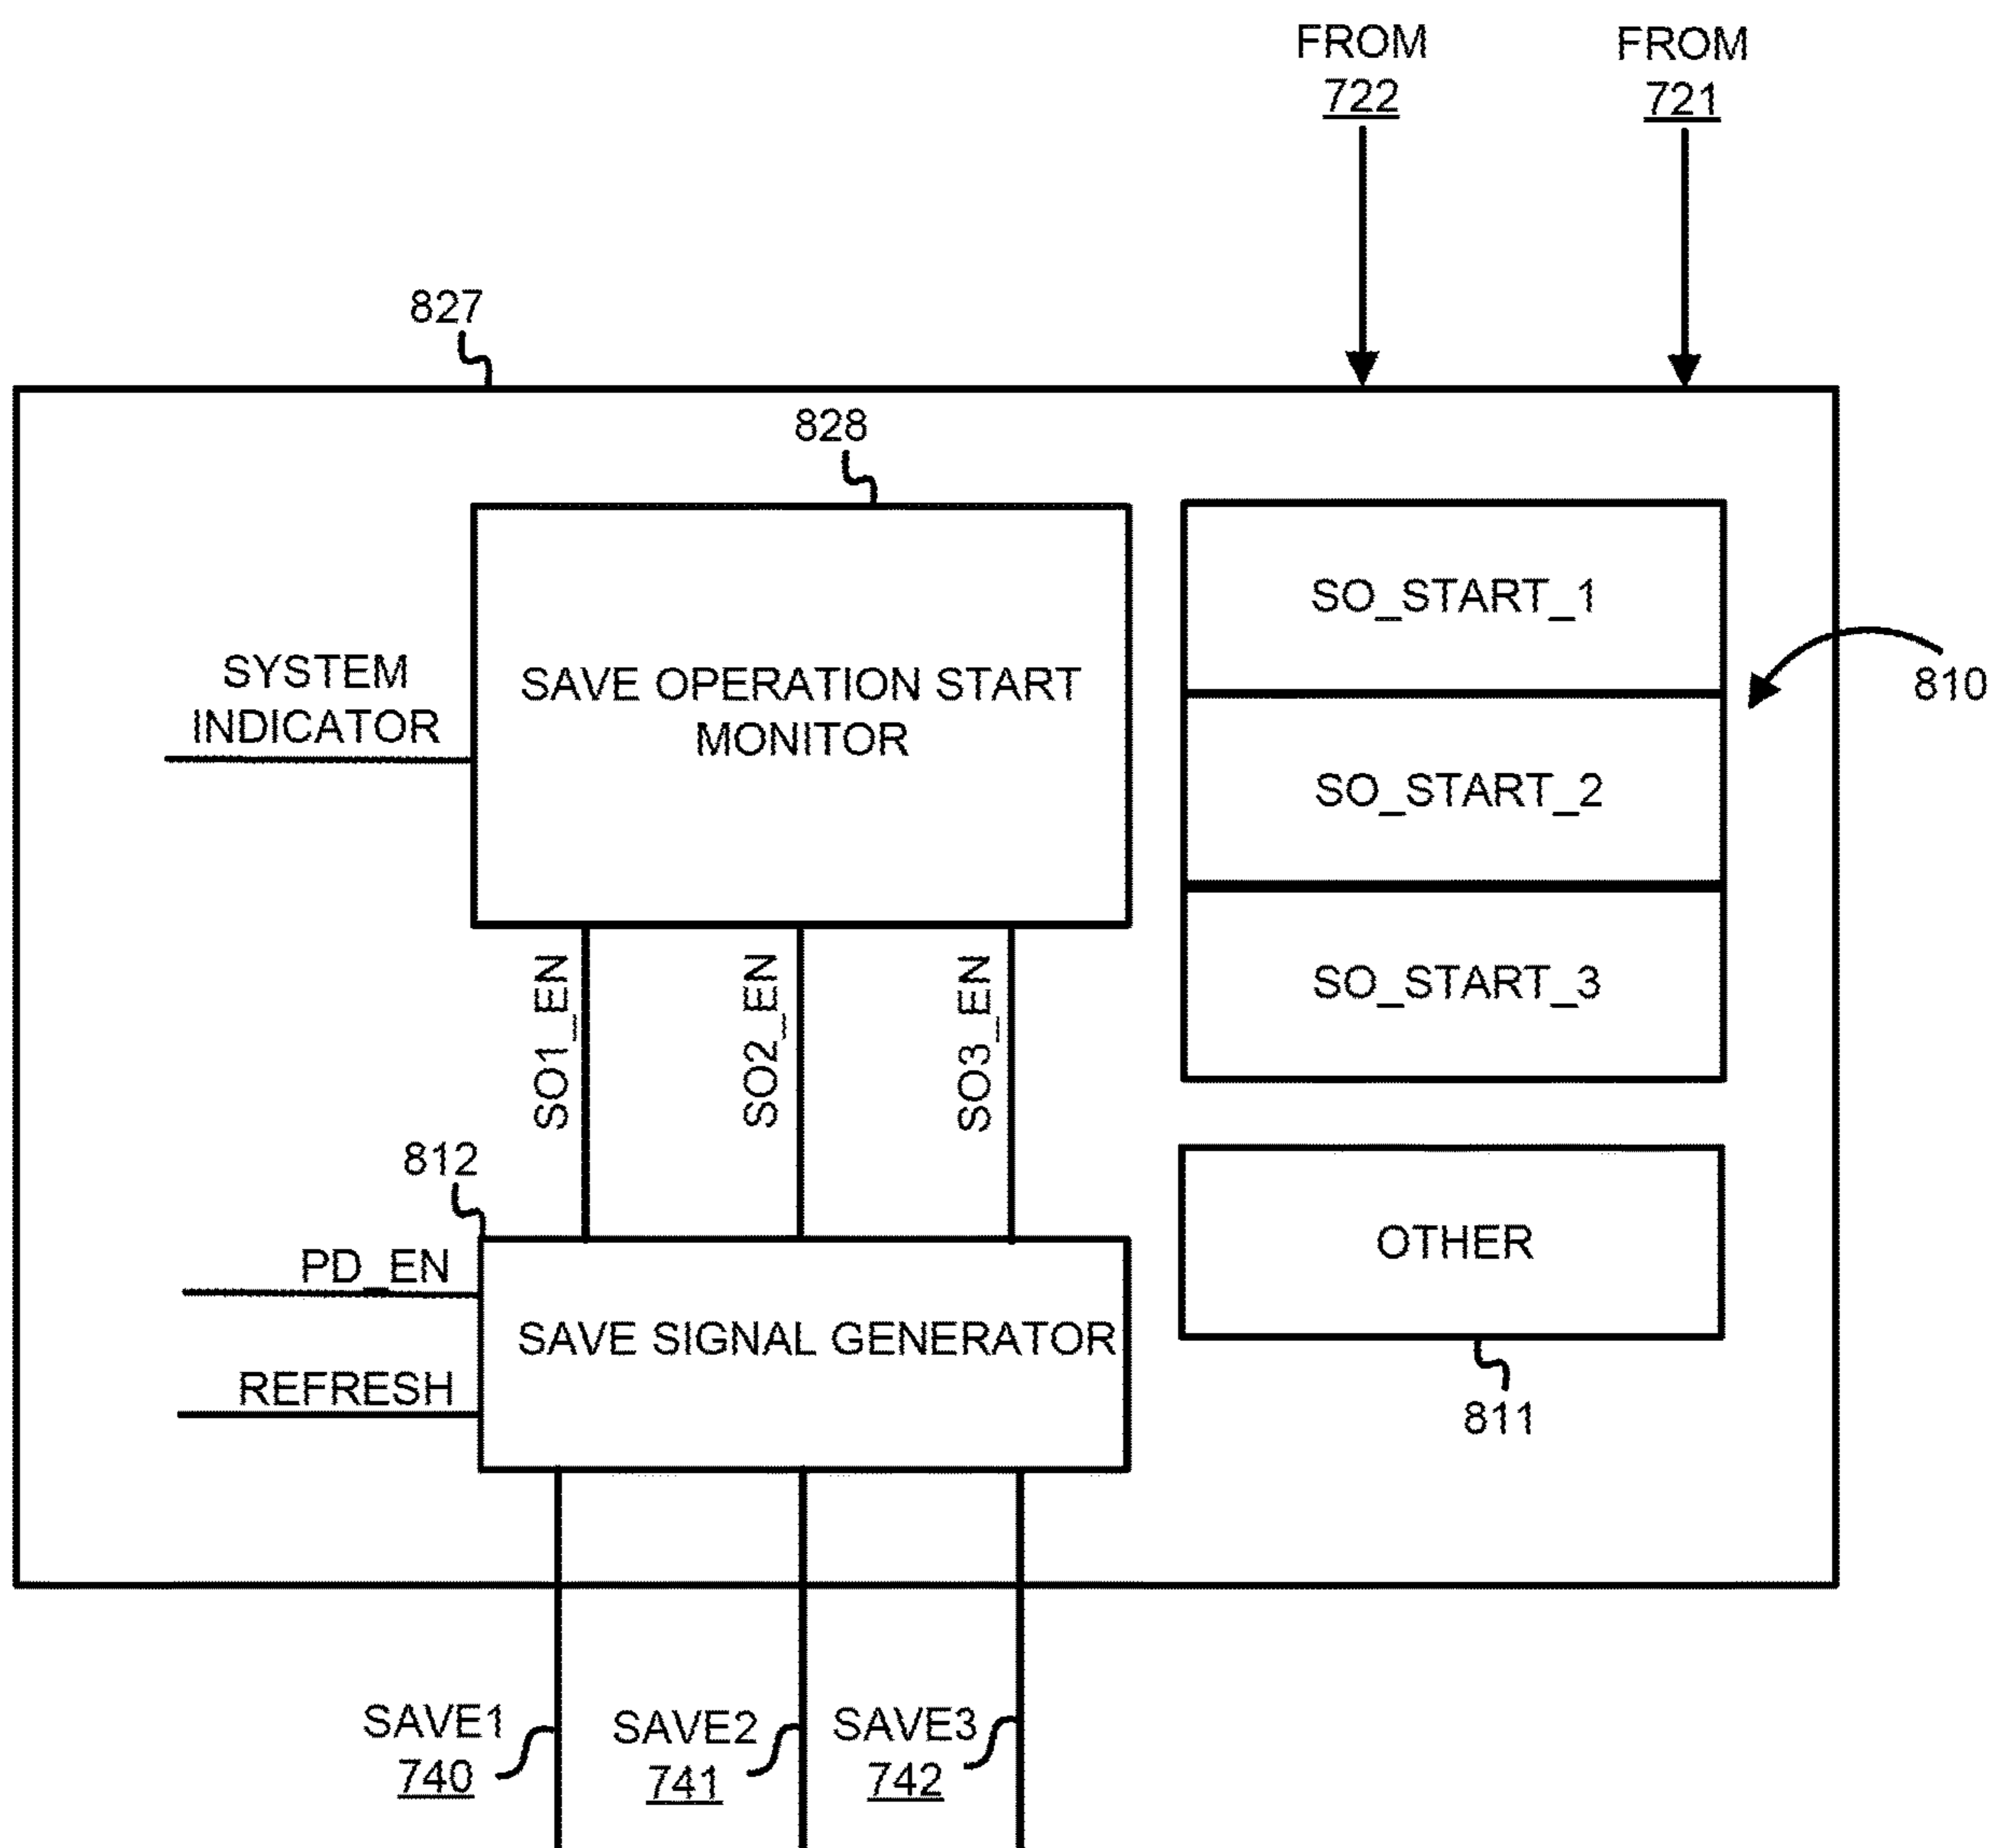 FROM
722
FROM
721
827
828
SAVE OPERATION START
MONITOR
SYSTEM
INDICATOR
SO_START_1
SO_START_2
SO_START_3
810
SO1_EN
SO2_EN
SO3_EN
812
PD_EN
REFRESH
SAVE SIGNAL GENERATOR
OTHER
811
SAVE1
740
SAVE2
741
SAVE3
742